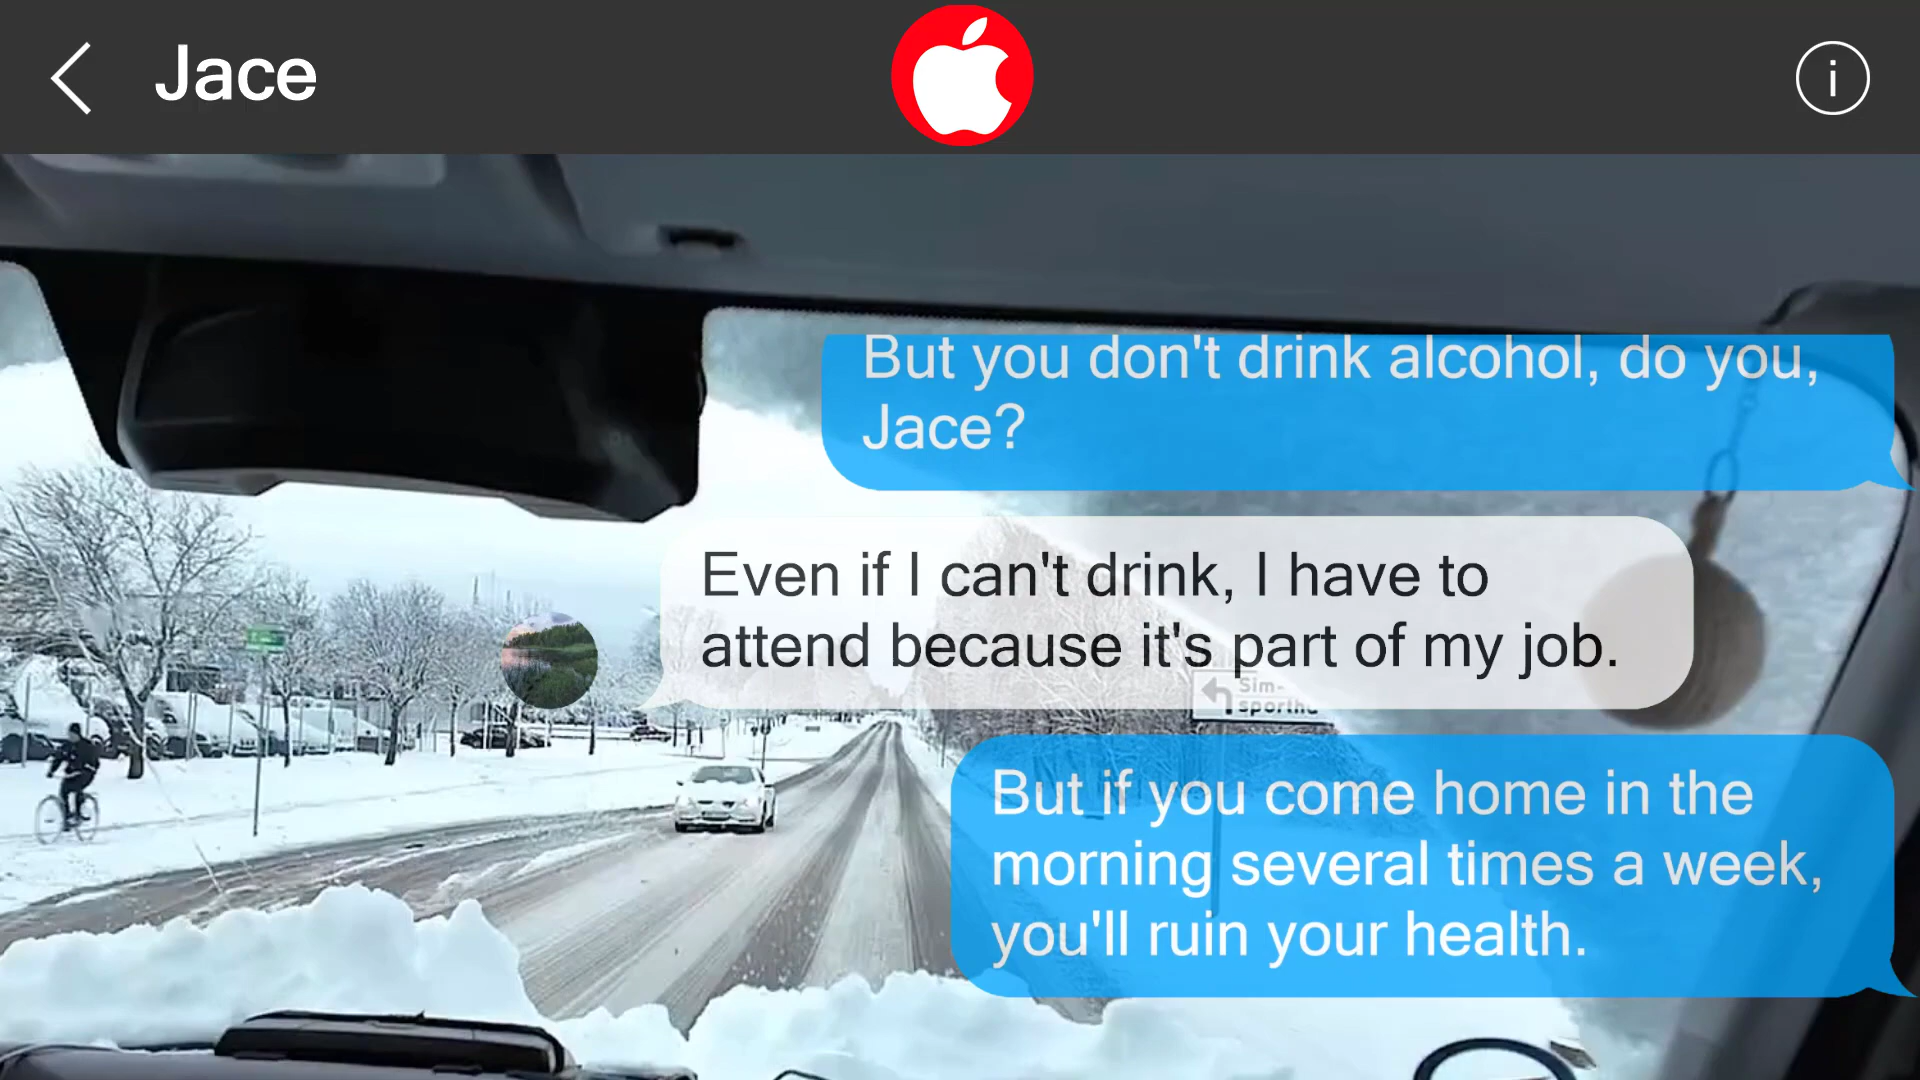 Jace
i
But you don't drink alcohol, do you,
Jace?
Even if I can't drink, I have to
attend because it's part of my job.
Sim-
But if you come home in the
morning several times a week,
you'll ruin your health.